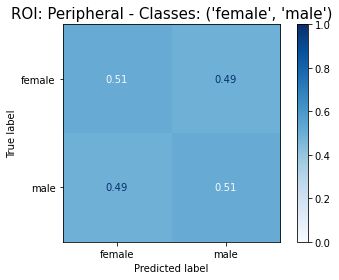 ROI: Peripheral - Classes: ('female', 'male')
1.0
female
0.51
0.49
0.8
0.6
True label
0.4
male
0.49
0.51
0.2
0.0
female
male
Predicted label